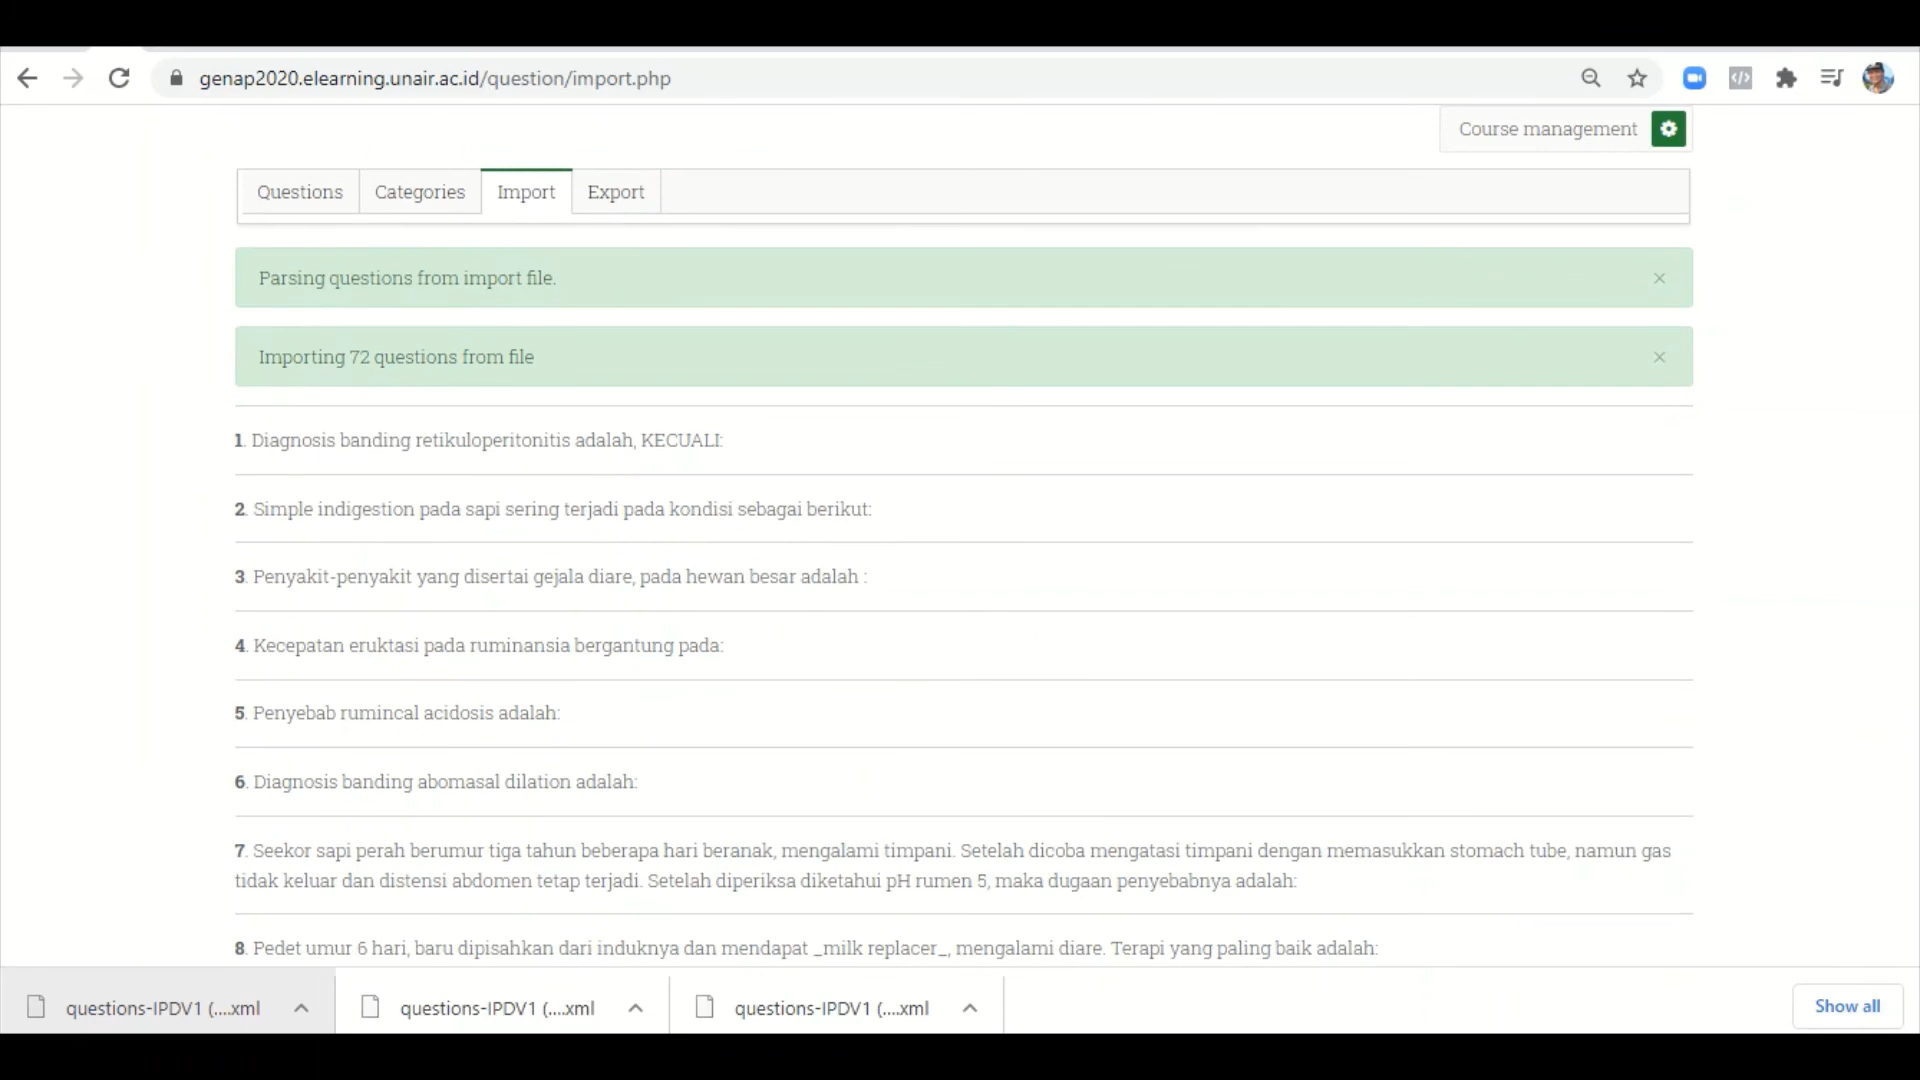 genap2020.elearning.unair.ac.id/question/import.php
Course management
Questions Categories Import Export
Parsing questions from import file. ×
Importing 72 questions from file ×
1. Diagnosis banding retikuloperitonitis adalah, KECUALI:
2. Simple indigestion pada sapi sering terjadi pada kondisi sebagai berikut:
3. Penyakit-penyakit yang disertai gejala diare, pada hewan besar adalah :
4. Kecepatan eruktasi pada ruminansia bergantung pada:
5. Penyebab rumincal acidosis adalah:
6. Diagnosis banding abomasal dilation adalah:
7. Seekor sapi perah berumur tiga tahun beberapa hari beranak, mengalami timpani. Setelah dicoba mengatasi timpani dengan memasukkan stomach tube, namun gas
tidak keluar dan distensi abdomen tetap terjadi. Setelah diperiksa diketahui pH rumen 5, maka dugaan penyebabnya adalah:
8. Pedet umur 6 hari, baru dipisahkan dari induknya dan mendapat _milk replacer_, mengalami diare. Terapi yang paling baik adalah:
questions-IPDV1 (....xml questions-IPDV1 (....xml questions-IPDV1 (....xml Show all